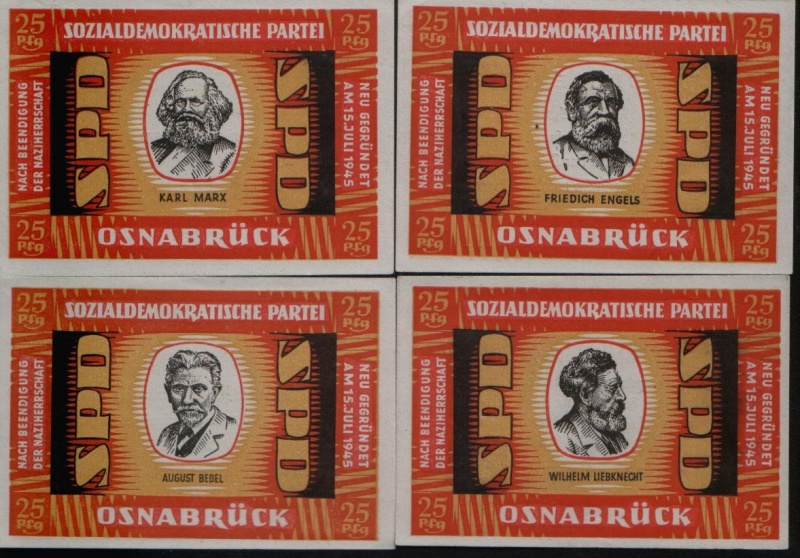 25 Pfg SOZIALDEMOKRATISCHE PARTEI 25 Pfg
NACH BEENDIGUNG
DER NAZIHERRSCHAFT
SPD
KARL MARX
SPD
NEU GEGRÜNDET
AM 15. JULI 1945
25 Pfg OSNABRÜCK 25 Pfg
25 Pfg SOZIALDEMOKRATISCHE PARTEI 25 Pfg
NACH BEENDIGUNG
DER NAZIHERRSCHAFT
SPD
FRIEDICH ENGELS
SPD
NEU GEGRÜNDET
AM 15. JULI 1945
25 Pfg OSNABRÜCK 25 Pfg
25 Pfg SOZIALDEMOKRATISCHE PARTEI 25 Pfg
NACH BEENDIGUNG
DER NAZIHERRSCHAFT
SPD
AUGUST BEBEL
SPD
NEU GEGRÜNDET
AM 15. JULI 1945
25 Pfg OSNABRÜCK 25 Pfg
25 Pfg SOZIALDEMOKRATISCHE PARTEI 25 Pfg
NACH BEENDIGUNG
DER NAZIHERRSCHAFT
SPD
WILHELM LIEBKNECHT
SPD
NEU GEGRÜNDET
AM 15. JULI 1945
25 Pfg OSNABRÜCK 25 Pfg